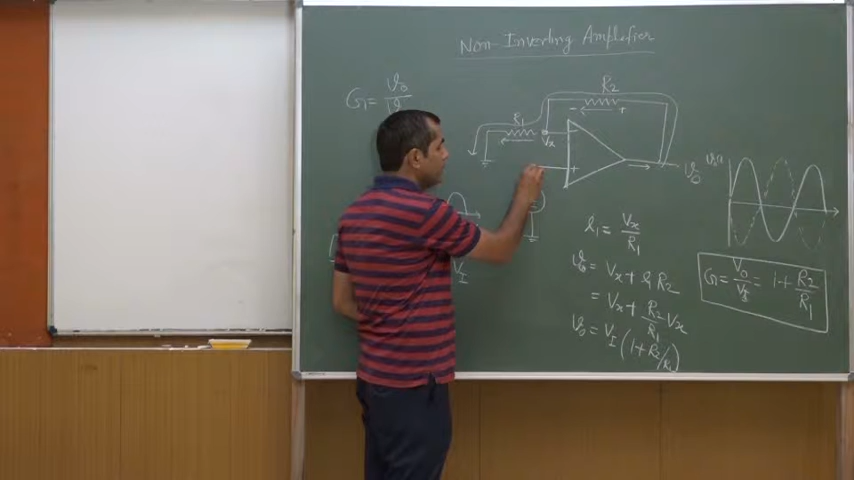 Non-Inverting Amplifier
G = Vo
R2
R1
- +
Vx
-
+
Vo
i1 = Vx / R1
Vo = Vx + i1 R2
= Vx + R2 / R1 Vx
Vo = VI (1 + R2/R1)
G = Vo / VI = 1 + R2 / R1
VI